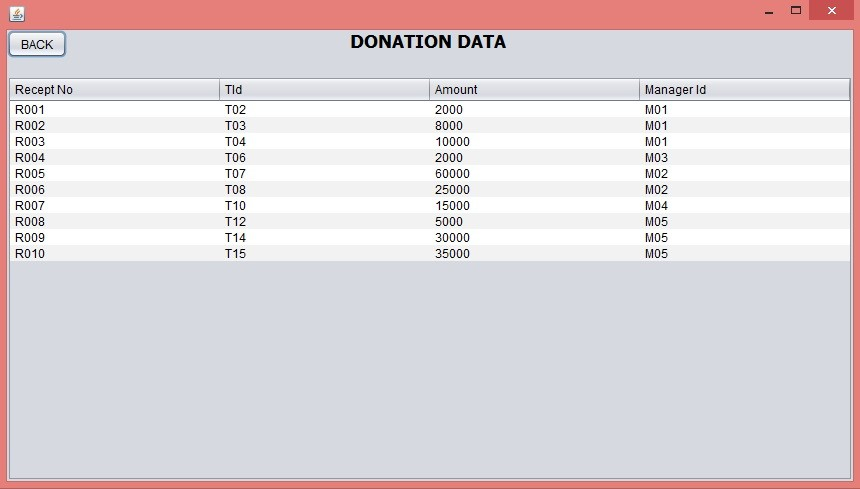 BACK
DONATION DATA
Recept No TId Amount Manager Id
R001 T02 2000 M01
R002 T03 8000 M01
R003 T04 10000 M01
R004 T06 2000 M03
R005 T07 60000 M02
R006 T08 25000 M02
R007 T10 15000 M04
R008 T12 5000 M05
R009 T14 30000 M05
R010 T15 35000 M05